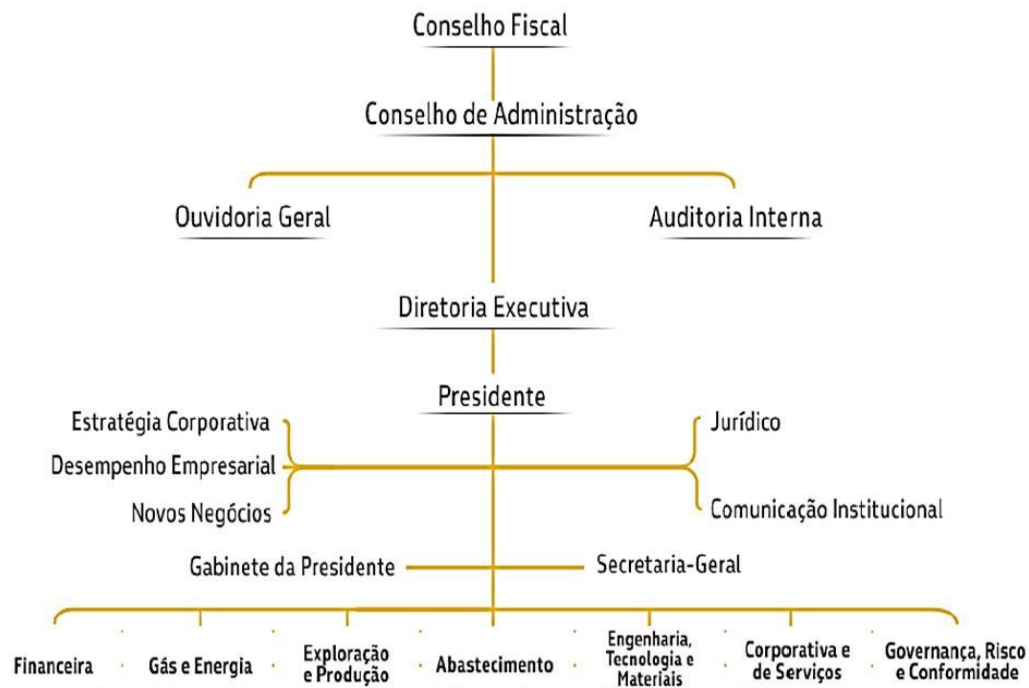 Conselho Fiscal
Conselho de Administração
Ouvidoria Geral
Auditoria Interna
Diretoria Executiva
Presidente
Estratégia Corporativa
Jurídico
Desempenho Empresarial
Novos Negócios
Comunicação Institucional
Gabinete da Presidente
Secretaria-Geral
Financeira
Gás e Energia
Exploração
e Produção
Abastecimento
Engenharia,
Tecnologia e
Materiais
Corporativa e
de Serviços
Governança, Risco
e Conformidade